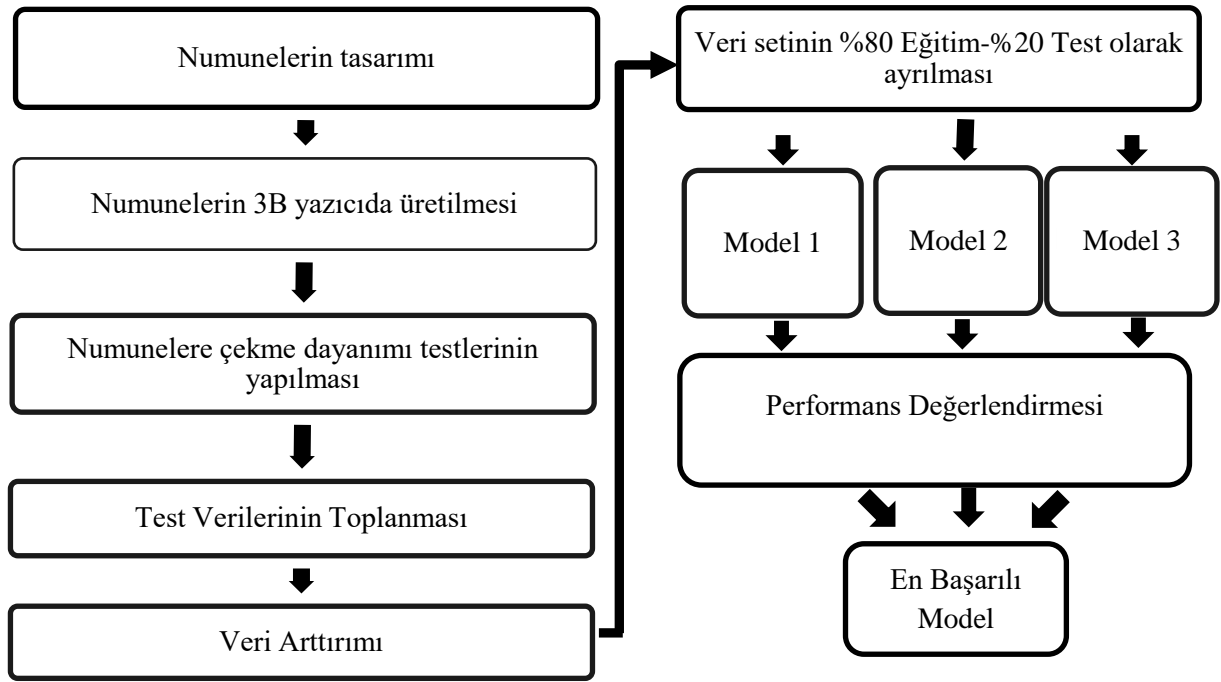 Numunelerin tasarımı
Numunelerin 3B yazıcıda üretilmesi
Numunelere çekme dayanımı testlerinin
yapılması
Test Verilerinin Toplanması
Veri Arttırımı
Veri setinin %80 Eğitim-%20 Test olarak
ayrılması
Model 1
Model 2
Model 3
Performans Değerlendirmesi
En Başarılı
Model